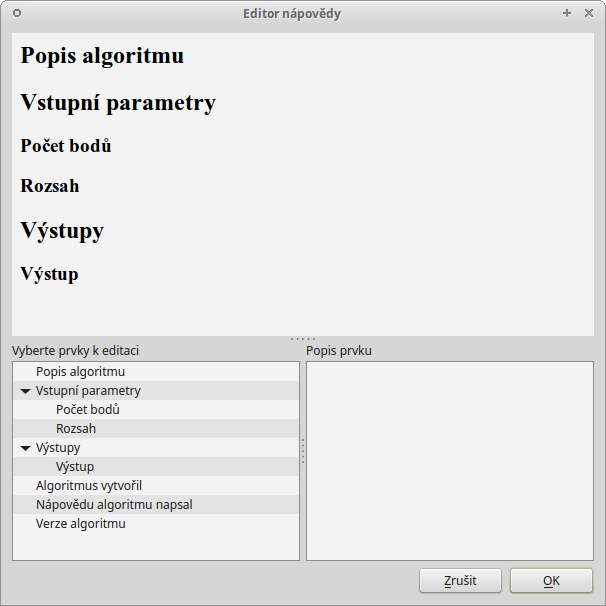 Editor nápovědy
Popis algoritmu
Vstupní parametry
Počet bodů
Rozsah
Výstupy
Výstup
Vyberte prvky k editaci
Popis algoritmu
Vstupní parametry
Počet bodů
Rozsah
Výstupy
Výstup
Algoritmus vytvořil
Nápovědu algoritmu napsal
Verze algoritmu
Popis prvku
Zrušit
OK